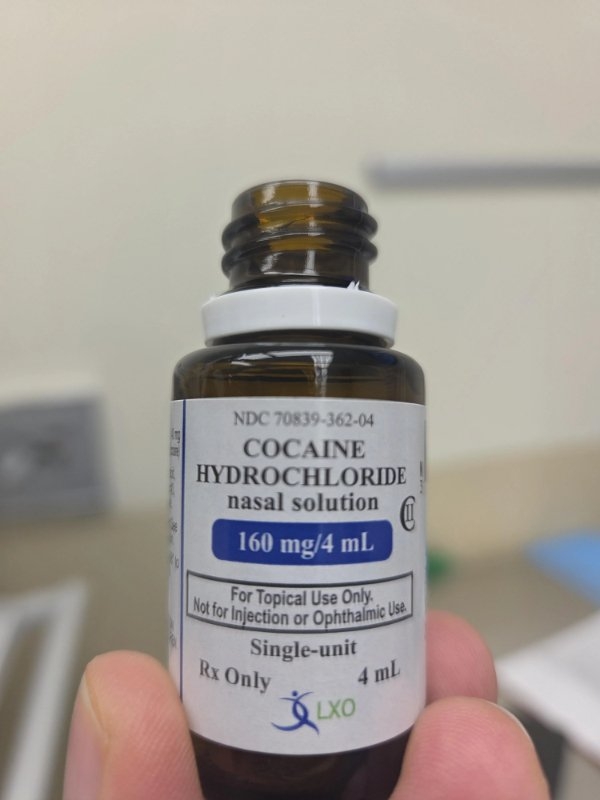 NDC 70839-362-04
COCAINE
HYDROCHLORIDE
nasal solution
CII
160 mg/4 mL
For Topical Use Only.
Not for Injection or Ophthalmic Use.
Single-unit
Rx Only 4 mL
LXO